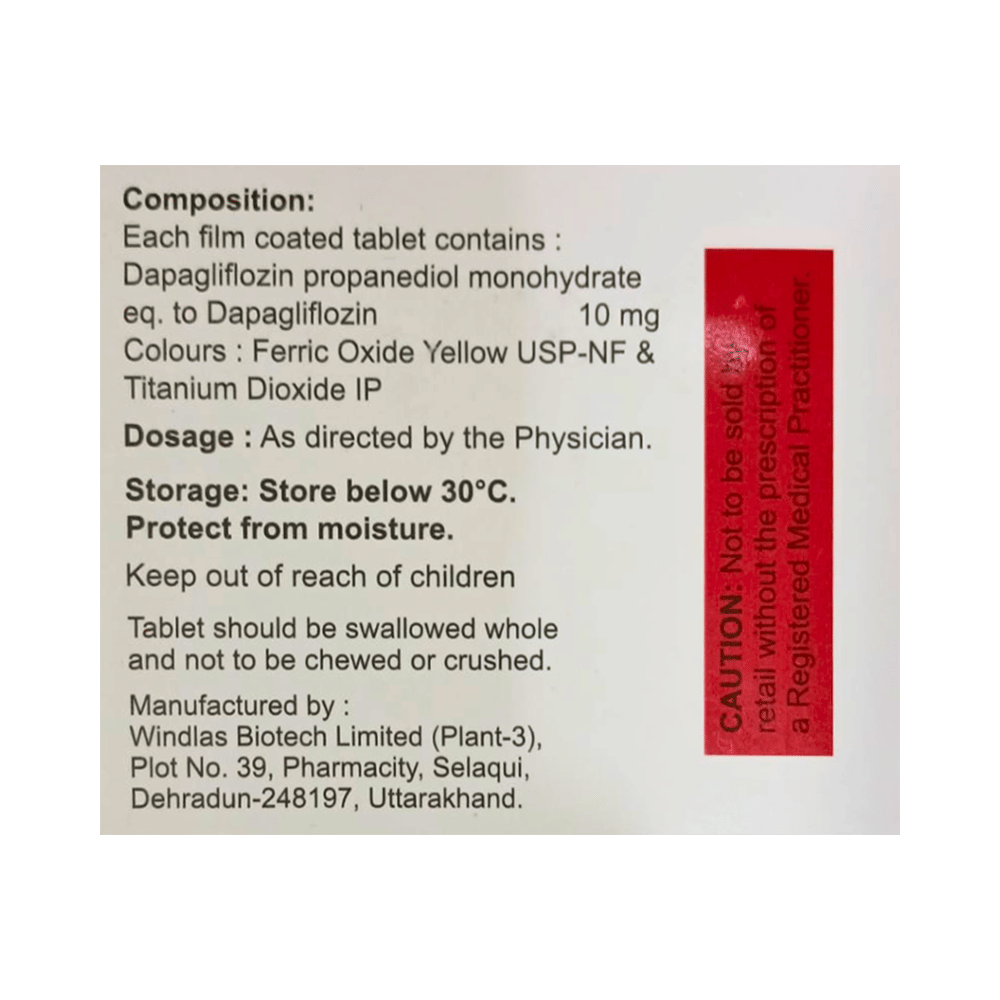 Composition:
Each film coated tablet contains :
Dapagliflozin propanediol monohydrate
eq. to Dapagliflozin 10 mg
Colours : Ferric Oxide Yellow USP-NF &
Titanium Dioxide IP
Dosage : As directed by the Physician.
Storage: Store below 30°C.
Protect from moisture.
Keep out of reach of children
Tablet should be swallowed whole
and not to be chewed or crushed.
Manufactured by :
Windlas Biotech Limited (Plant-3),
Plot No. 39, Pharmacity, Selaqui,
Dehradun-248197, Uttarakhand.
CAUTION: Not to be sold by
retail without the prescription of
a Registered Medical Practitioner.